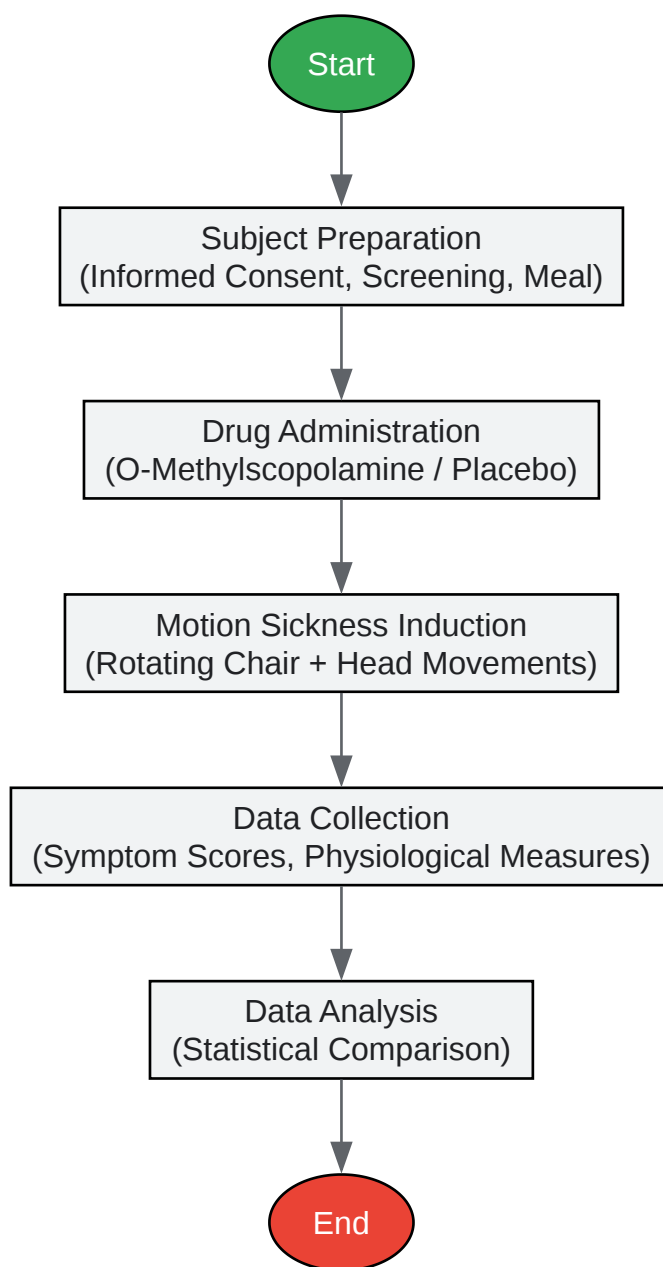 Start
Subject Preparation
(Informed Consent, Screening, Meal)
Drug Administration
(O-Methylscopolamine / Placebo)
Motion Sickness Induction
(Rotating Chair + Head Movements)
Data Collection
(Symptom Scores, Physiological Measures)
Data Analysis
(Statistical Comparison)
End